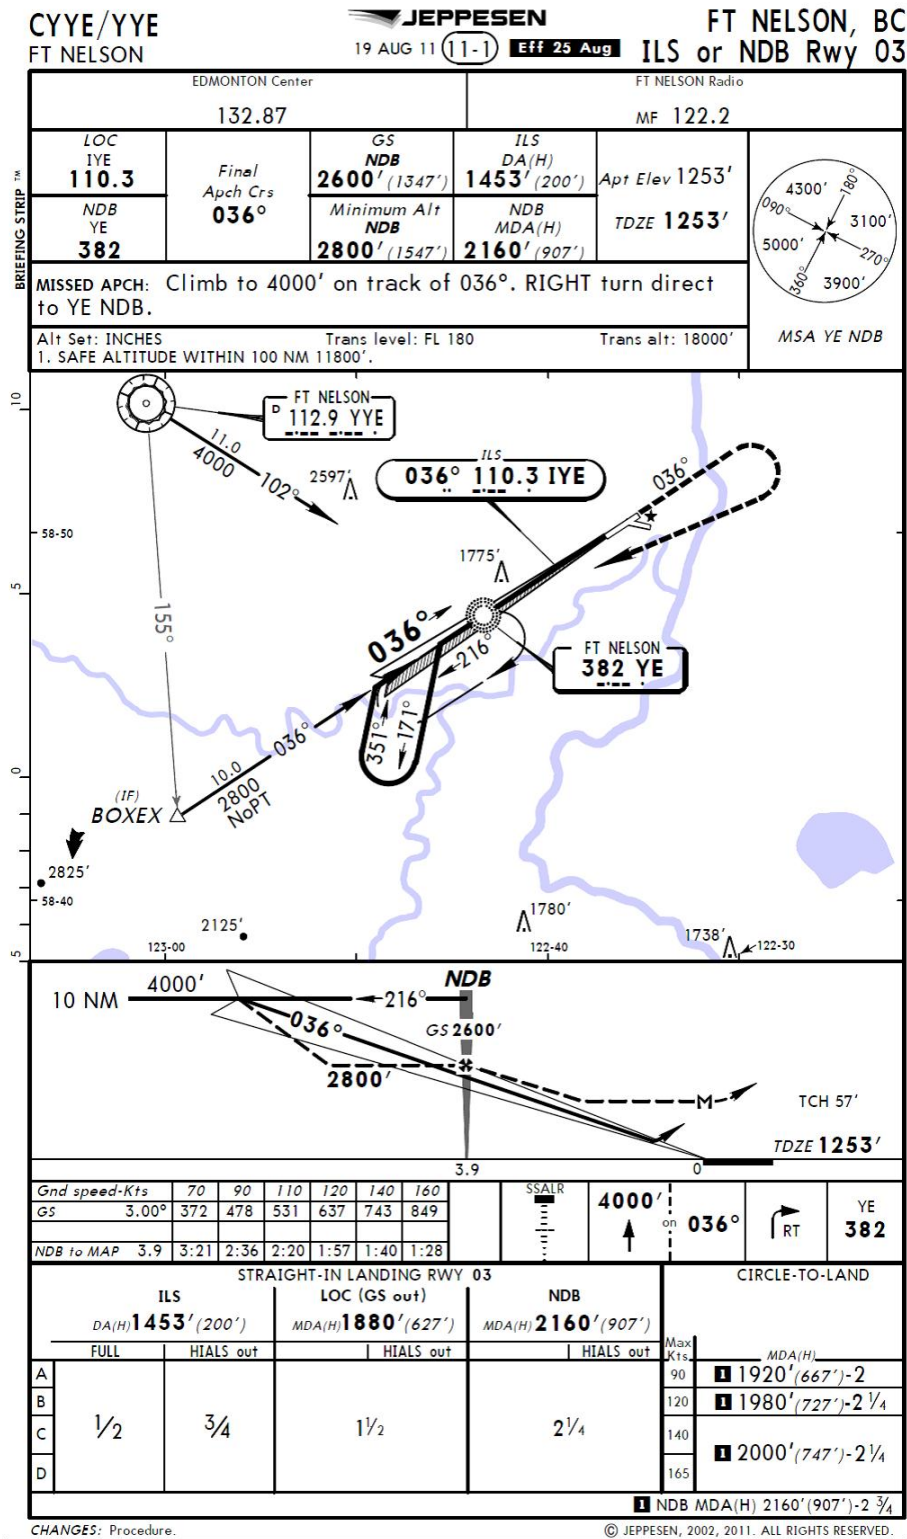 CYYE/YYE
FT NELSON
JEPPESEN
19 AUG 11 11-1 Eff 25 Aug
FT NELSON, BC
ILS or NDB Rwy 03
EDMONTON Center
132.87
FT NELSON Radio
MF 122.2
BRIEFING STRIP TM
LOC
IYE
110.3
NDB
YE
382
Final
Apch Crs
036°
GS
NDB
2600'(1347')
Minimum Alt
NDB
2800'(1547')
ILS
DA(H)
1453'(200')
NDB
MDA(H)
2160'(907')
Apt Elev 1253'
TDZE 1253'
4300'
180°
090°
3100'
5000'
270°
360°
3900'
MSA YE NDB
MISSED APCH: Climb to 4000' on track of 036°. RIGHT turn direct
to YE NDB.
Alt Set: INCHES Trans level: FL 180 Trans alt: 18000'
1. SAFE ALTITUDE WITHIN 100 NM 11800'.
10
FT NELSON
D 112.9 YYE
11.0
4000
102°
2597'
ILS
036° 110.3 IYE
036°
58-50
1775'
5
155°
036°
216°
FT NELSON
382 YE
351°
171°
036°
0
10.0
2800
NoPT
(IF)
BOXEX
2825'
58-40
2125'
1780'
1738'
5
123-00
122-40
122-30
NDB
4000'
10 NM
216°
036°
GS 2600'
2800'
M
TCH 57'
TDZE 1253'
3.9
0
Gnd speed-Kts 70 90 110 120 140 160
GS 3.00° 372 478 531 637 743 849
NDB to MAP 3.9 3:21 2:36 2:20 1:57 1:40 1:28
SSALR
4000'
on
036°
RT
YE
382
STRAIGHT-IN LANDING RWY 03
CIRCLE-TO-LAND
ILS
LOC (GS out)
NDB
DA(H) 1453'(200')
MDA(H) 1880'(627')
MDA(H) 2160'(907')
FULL HIALS out HIALS out HIALS out
Max
Kts
MDA(H)
A
B
C
D
1/2
3/4
1 1/2
2 1/4
90 1 1920'(667')-2
120 1 1980'(727')-2 1/4
140
165
1 2000'(747')-2 1/4
1 NDB MDA(H) 2160'(907')-2 3/4
CHANGES: Procedure.
© JEPPESEN, 2002, 2011. ALL RIGHTS RESERVED.